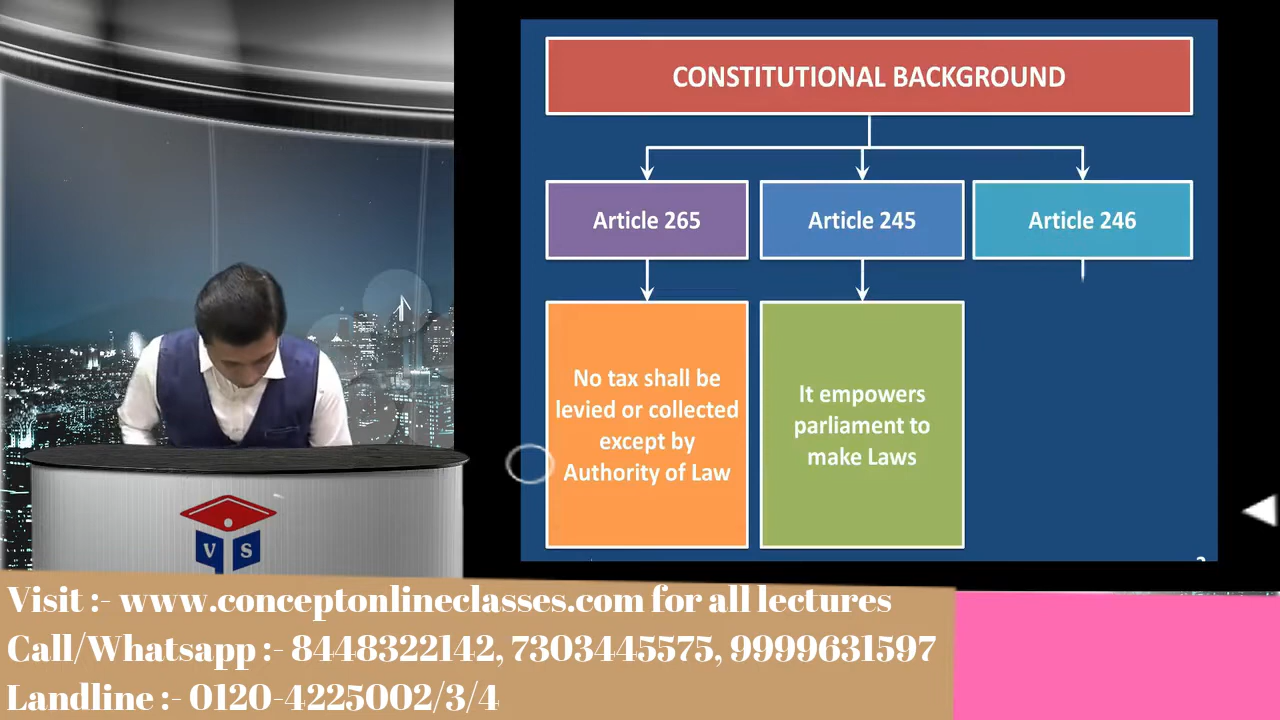 CONSTITUTIONAL BACKGROUND
Article 265
Article 245
Article 246
No tax shall be
levied or collected
except by
Authority of Law
It empowers
parliament to
make Laws
V S
Visit :- www.conceptonlineclasses.com for all lectures
Call/Whatsapp :- 8448322142, 7303445575, 9999631597
Landline :- 0120-4225002/3/4